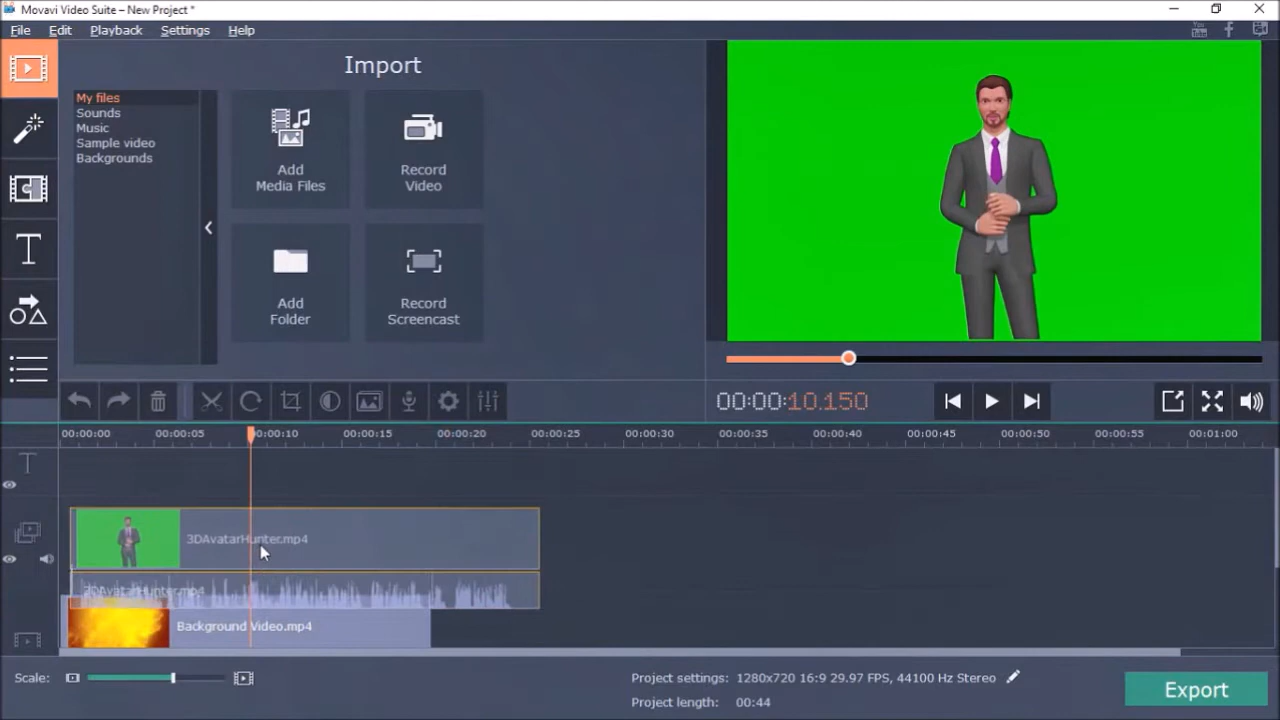 Movavi Video Suite – New Project *
File Edit Playback Settings Help
Import
My files
Sounds
Music
Sample video
Backgrounds
Add
Media Files
Record
Video
Add
Folder
Record
Screencast
00:00:10.150
00:00:00 00:00:05 00:00:10 00:00:15 00:00:20 00:00:25 00:00:30 00:00:35 00:00:40 00:00:45 00:00:50 00:00:55 00:01:00
T
3DAvatarHunter.mp4
3DAvatarHunter.mp4
Background Video.mp4
Scale:
Project settings: 1280x720 16:9 29.97 FPS, 44100 Hz Stereo
Project length: 00:44
Export